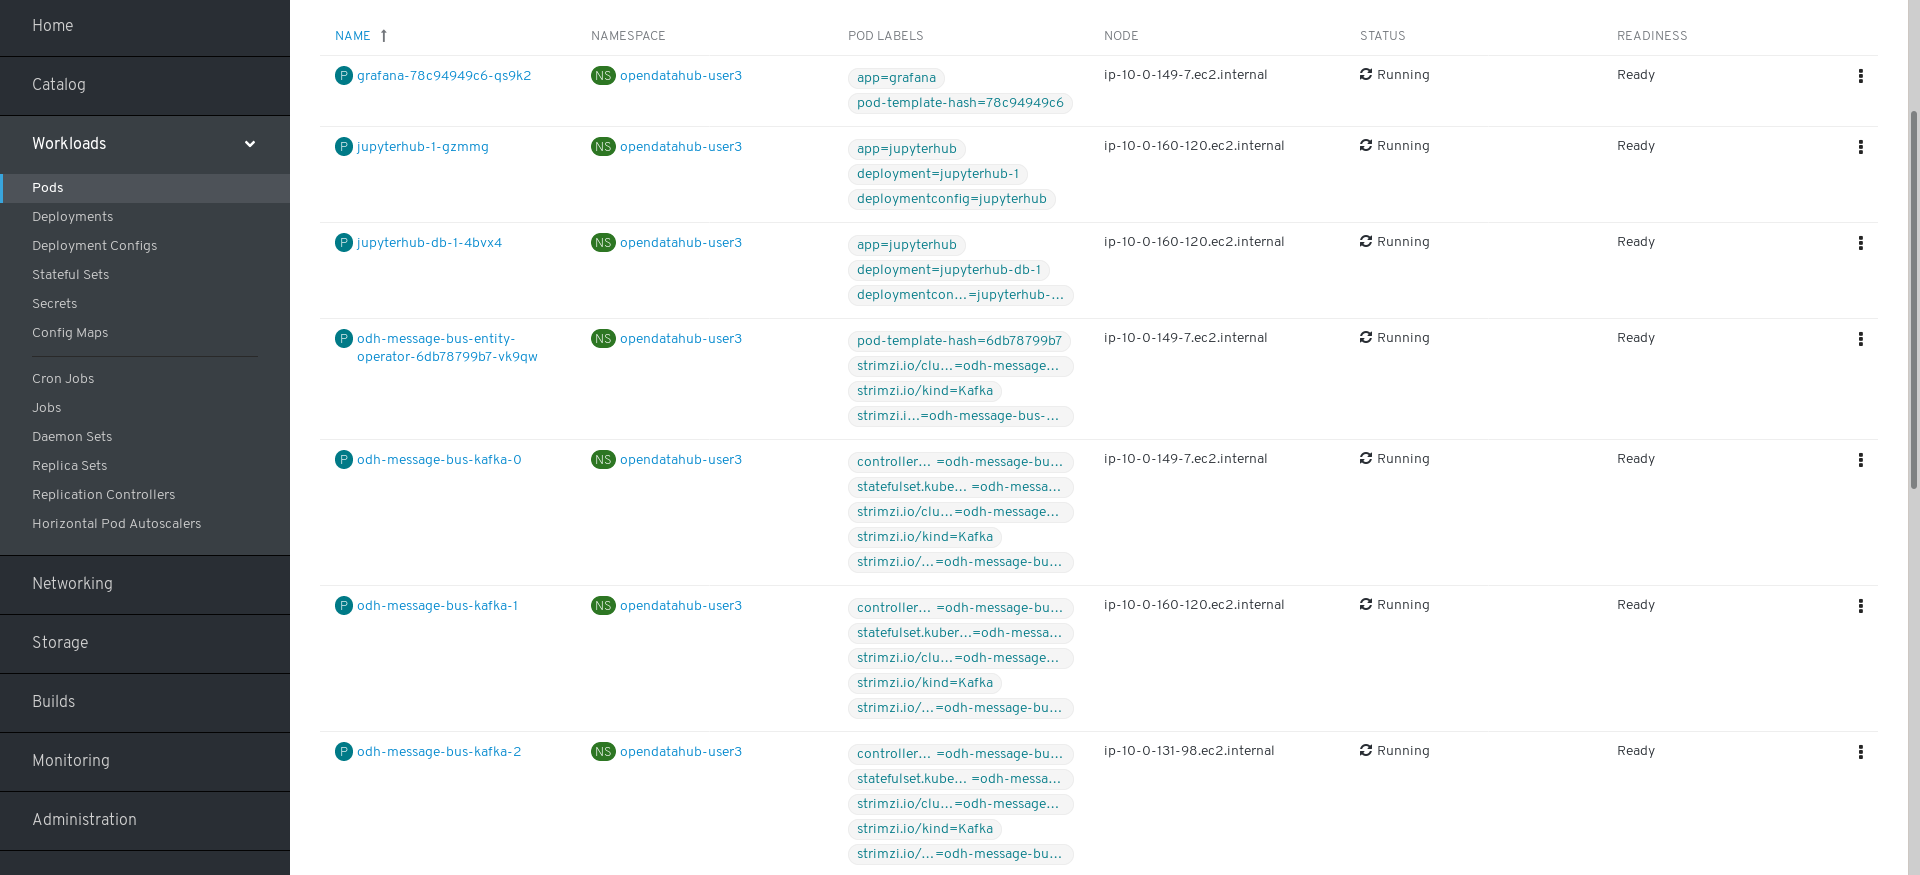 Home
Catalog
Workloads
Pods
Deployments
Deployment Configs
Stateful Sets
Secrets
Config Maps
Cron Jobs
Jobs
Daemon Sets
Replica Sets
Replication Controllers
Horizontal Pod Autoscalers
Networking
Storage
Builds
Monitoring
Administration
NAME ↑ NAMESPACE POD LABELS NODE STATUS READINESS
P grafana-78c94949c6-qs9k2 NS opendatahub-user3 app=grafana ip-10-0-149-7.ec2.internal Running Ready
pod-template-hash=78c94949c6
P jupyterhub-1-gzmmg NS opendatahub-user3 app=jupyterhub ip-10-0-160-120.ec2.internal Running Ready
deployment=jupyterhub-1
deploymentconfig=jupyterhub
P jupyterhub-db-1-4bvx4 NS opendatahub-user3 app=jupyterhub ip-10-0-160-120.ec2.internal Running Ready
deployment=jupyterhub-db-1
deploymentcon...=jupyterhub-...
P odh-message-bus-entity- NS opendatahub-user3 pod-template-hash=6db78799b7 ip-10-0-149-7.ec2.internal Running Ready
operator-6db78799b7-vk9qw
strimzi.io/clu...=odh-message...
strimzi.io/kind=Kafka
strimzi.i...=odh-message-bus-...
P odh-message-bus-kafka-0 NS opendatahub-user3 controller... =odh-message-bu... ip-10-0-149-7.ec2.internal Running Ready
statefulset.kube... =odh-messa...
strimzi.io/clu...=odh-message...
strimzi.io/kind=Kafka
strimzi.io/...=odh-message-bu...
P odh-message-bus-kafka-1 NS opendatahub-user3 controller... =odh-message-bu... ip-10-0-160-120.ec2.internal Running Ready
statefulset.kuber...=odh-messa...
strimzi.io/clu...=odh-message...
strimzi.io/kind=Kafka
strimzi.io/...=odh-message-bu...
P odh-message-bus-kafka-2 NS opendatahub-user3 controller... =odh-message-bu... ip-10-0-131-98.ec2.internal Running Ready
statefulset.kube... =odh-messa...
strimzi.io/clu...=odh-message...
strimzi.io/kind=Kafka
strimzi.io/...=odh-message-bu...